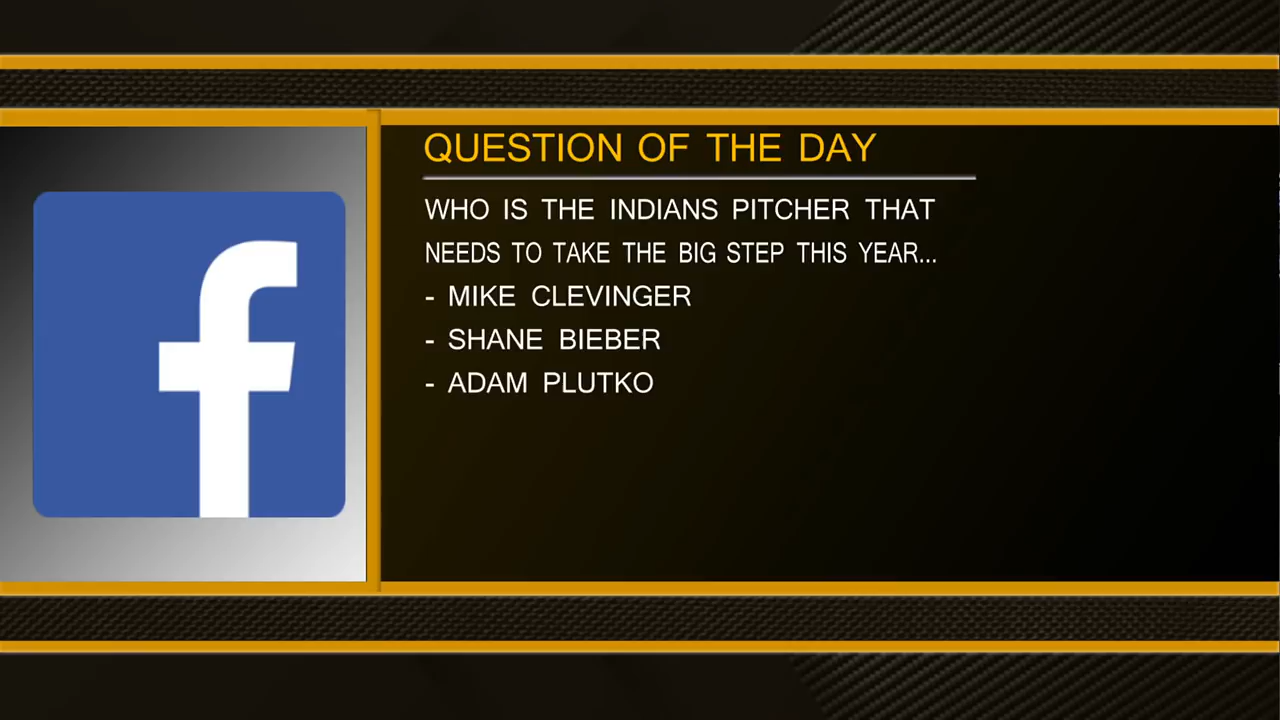 QUESTION OF THE DAY
WHO IS THE INDIANS PITCHER THAT
NEEDS TO TAKE THE BIG STEP THIS YEAR...
- MIKE CLEVINGER
- SHANE BIEBER
- ADAM PLUTKO